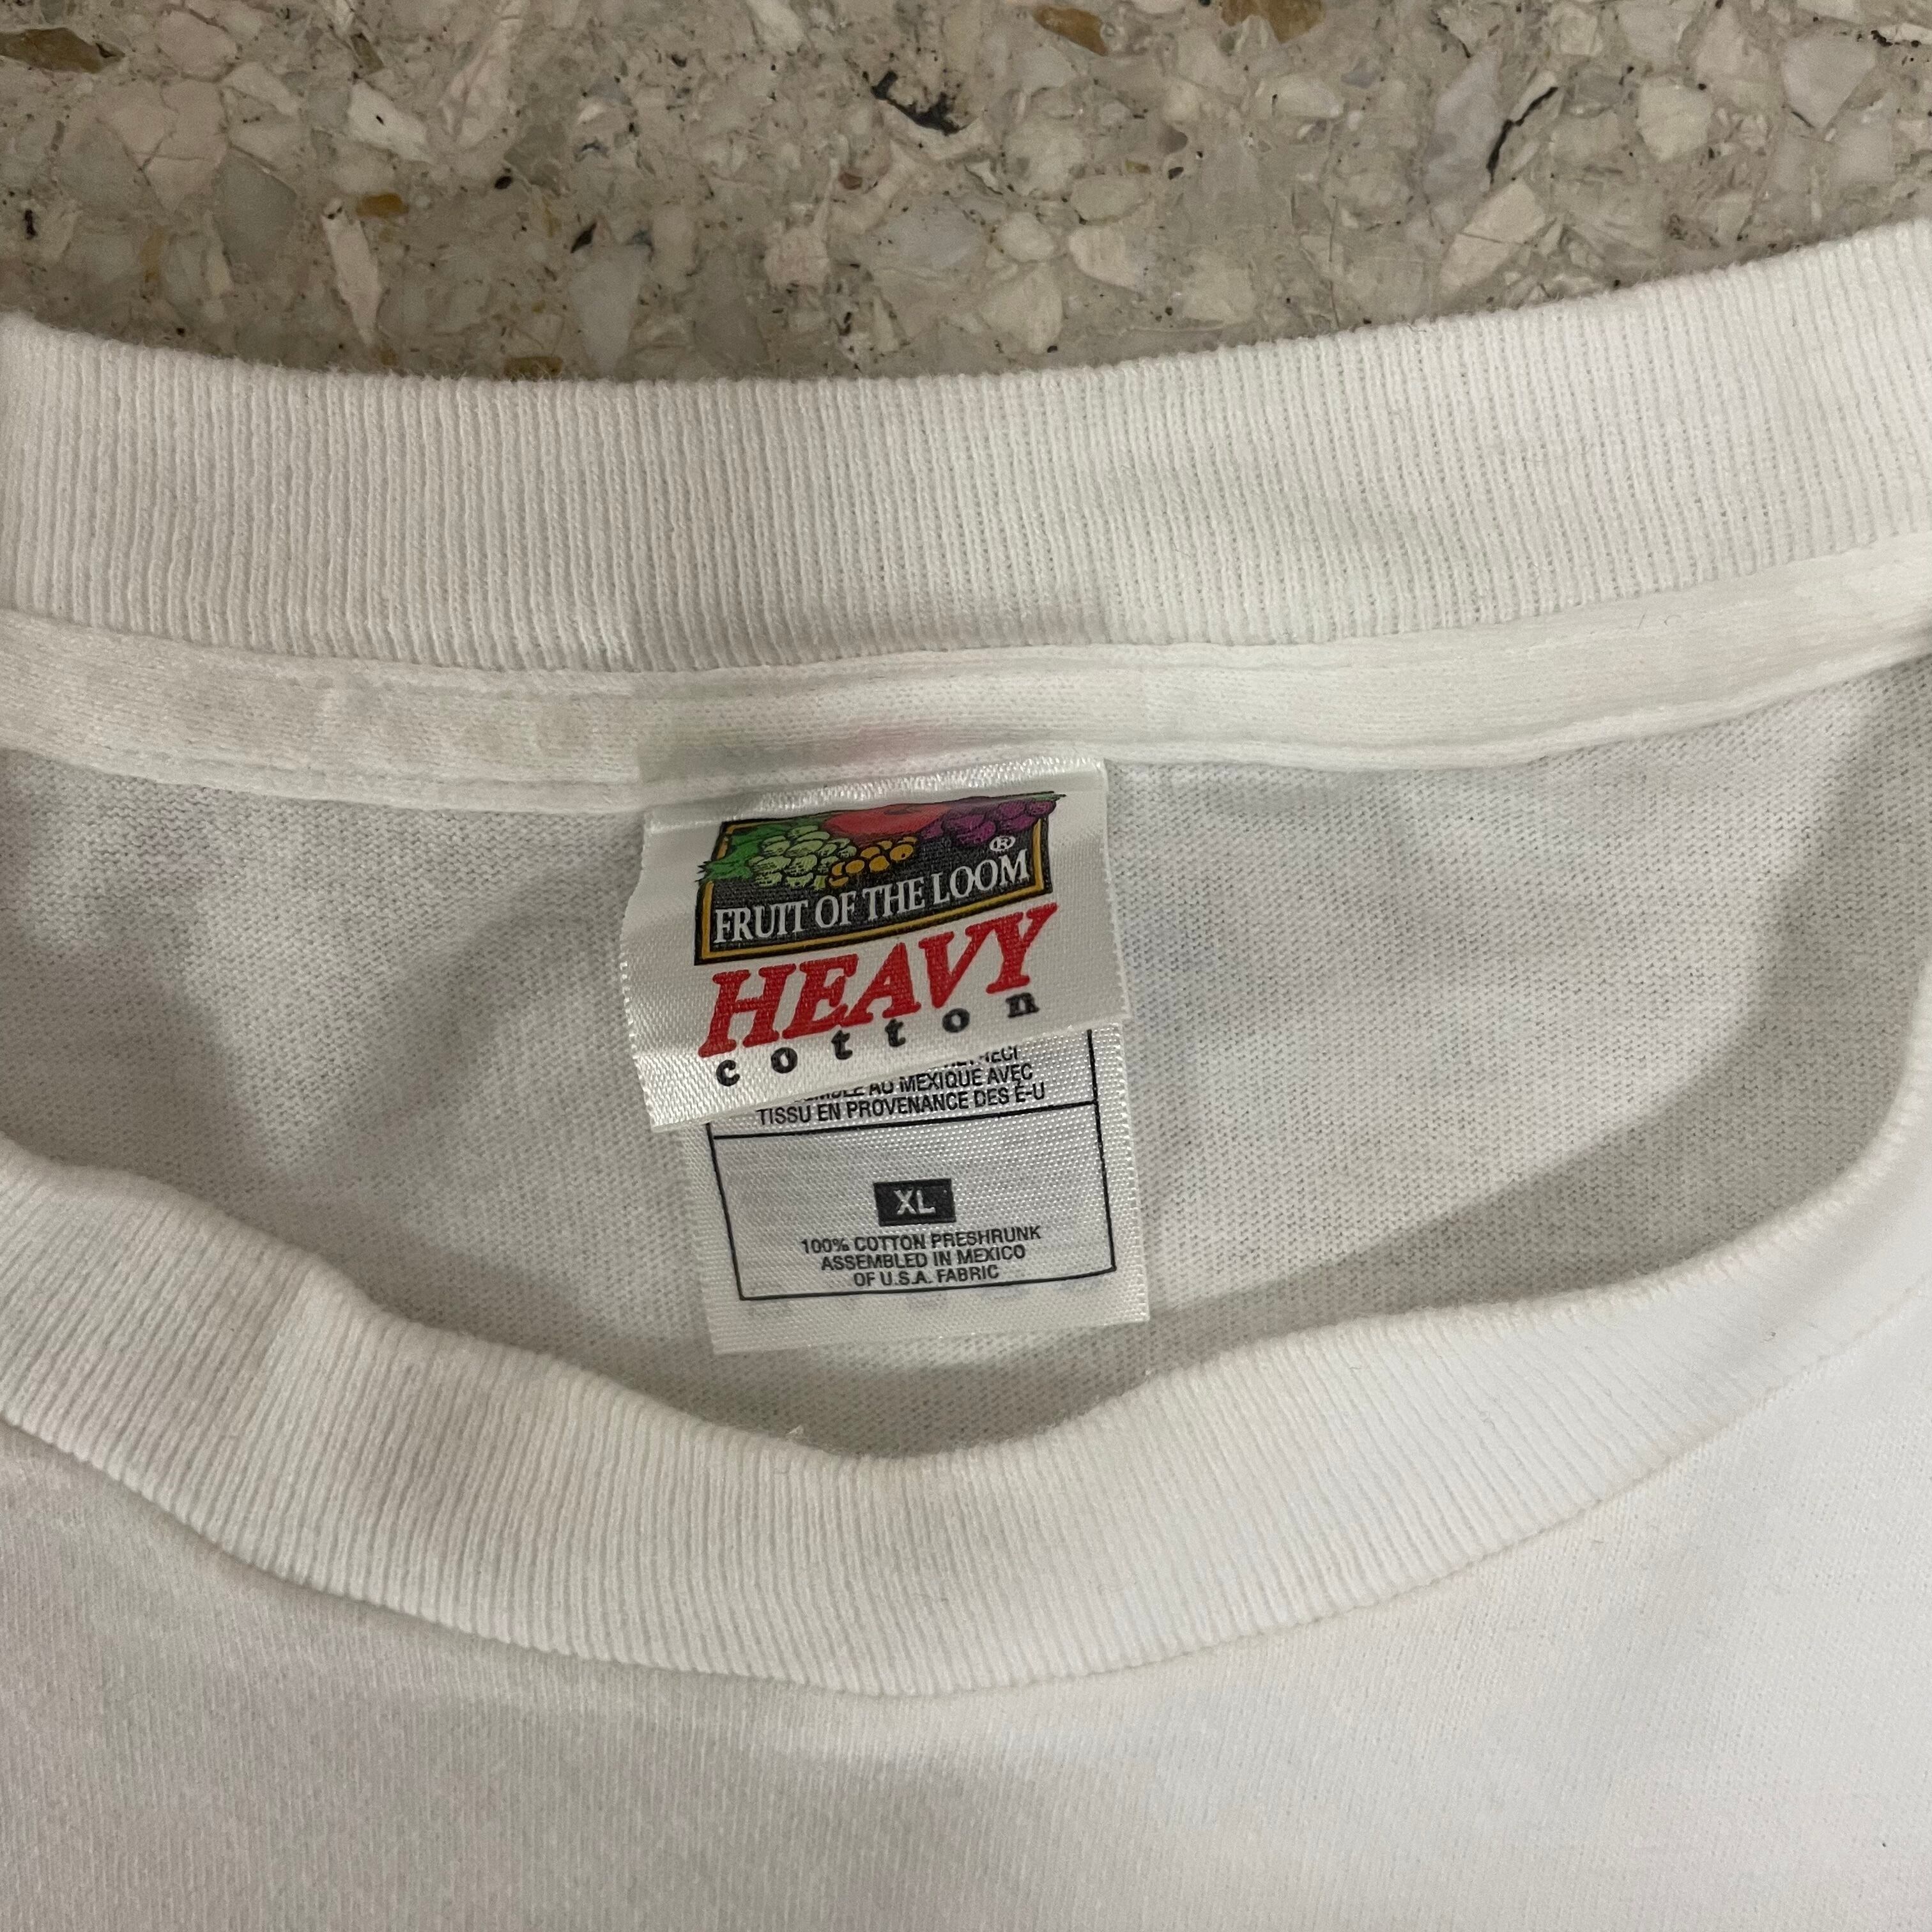 FRUIT OF THE LOOM ®
HEAVY
cotton
AU MEXIQUE AVEC
TISSU EN PROVENANCE DES É-U
XL
100% COTTON PRESHRUNK
ASSEMBLED IN MEXICO
OF U.S.A. FABRIC